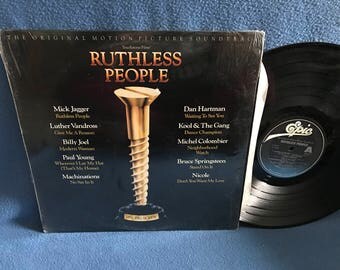 THE ORIGINAL MOTION PICTURE SOUNDTRACK
Touchstone Films'
RUTHLESS
PEOPLE
Mick Jagger
Ruthless People
Luther Vandross
Give Me A Reason
Billy Joel
Modern Woman
Paul Young
Wherever I Lay My Hat
(That's My Home)
Machinations
No Say In It
Dan Hartman
Waiting To See You
Kool & The Gang
Dance Champion
Michel Colombier
Neighborhood
Watch
Bruce Springsteen
Stand On It
Nicole
Don't You Want My Love
Epic